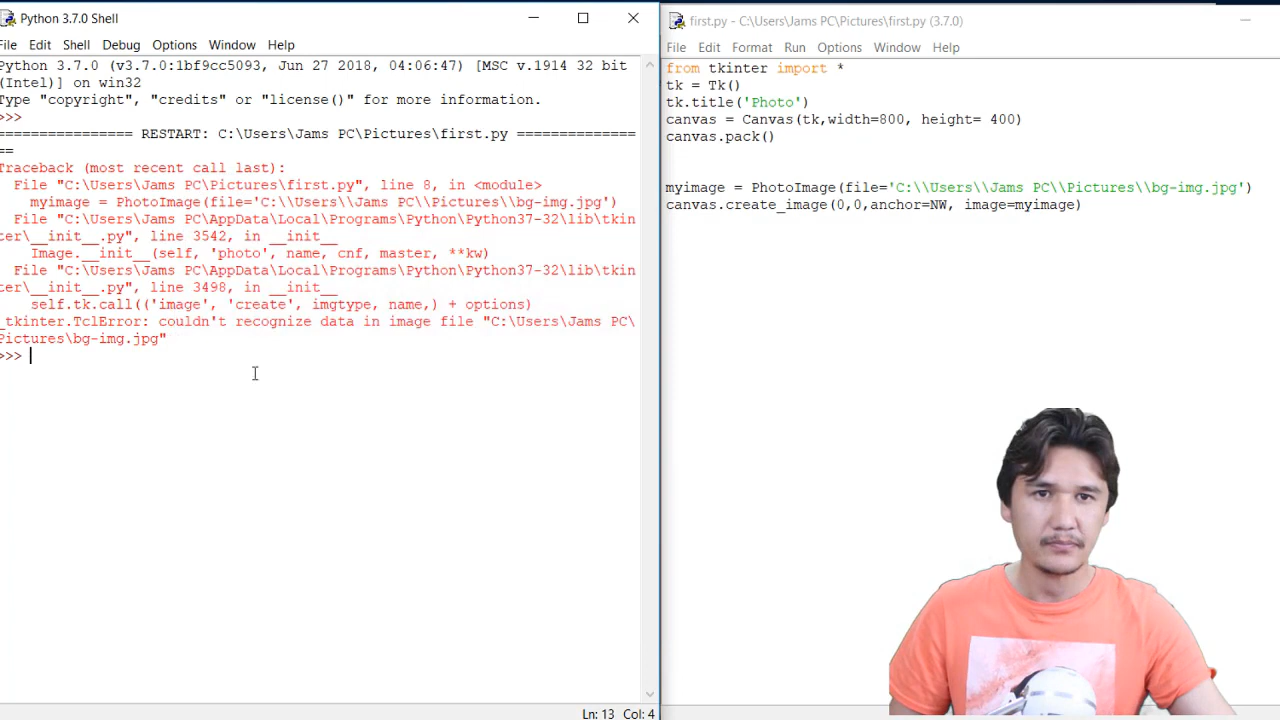 Python 3.7.0 Shell
File Edit Shell Debug Options Window Help
Python 3.7.0 (v3.7.0:1bf9cc5093, Jun 27 2018, 04:06:47) [MSC v.1914 32 bit
(Intel)] on win32
Type "copyright", "credits" or "license()" for more information.
>>>
================ RESTART: C:\Users\Jams PC\Pictures\first.py ==============
==
Traceback (most recent call last):
File "C:\Users\Jams PC\Pictures\first.py", line 8, in <module>
myimage = PhotoImage(file='C:\\Users\\Jams PC\\Pictures\\bg-img.jpg')
File "C:\Users\Jams PC\AppData\Local\Programs\Python\Python37-32\lib\tkin
ter\__init__.py", line 3542, in __init__
Image.__init__(self, 'photo', name, cnf, master, **kw)
File "C:\Users\Jams PC\AppData\Local\Programs\Python\Python37-32\lib\tkin
ter\__init__.py", line 3498, in __init__
self.tk.call(('image', 'create', imgtype, name,) + options)
_tkinter.TclError: couldn't recognize data in image file "C:\Users\Jams PC\
Pictures\bg-img.jpg"
>>>
Ln: 13 Col: 4
first.py - C:\Users\Jams PC\Pictures\first.py (3.7.0)
File Edit Format Run Options Window Help
from tkinter import *
tk = Tk()
tk.title('Photo')
canvas = Canvas(tk,width=800, height= 400)
canvas.pack()
myimage = PhotoImage(file='C:\\Users\\Jams PC\\Pictures\\bg-img.jpg')
canvas.create_image(0,0,anchor=NW, image=myimage)